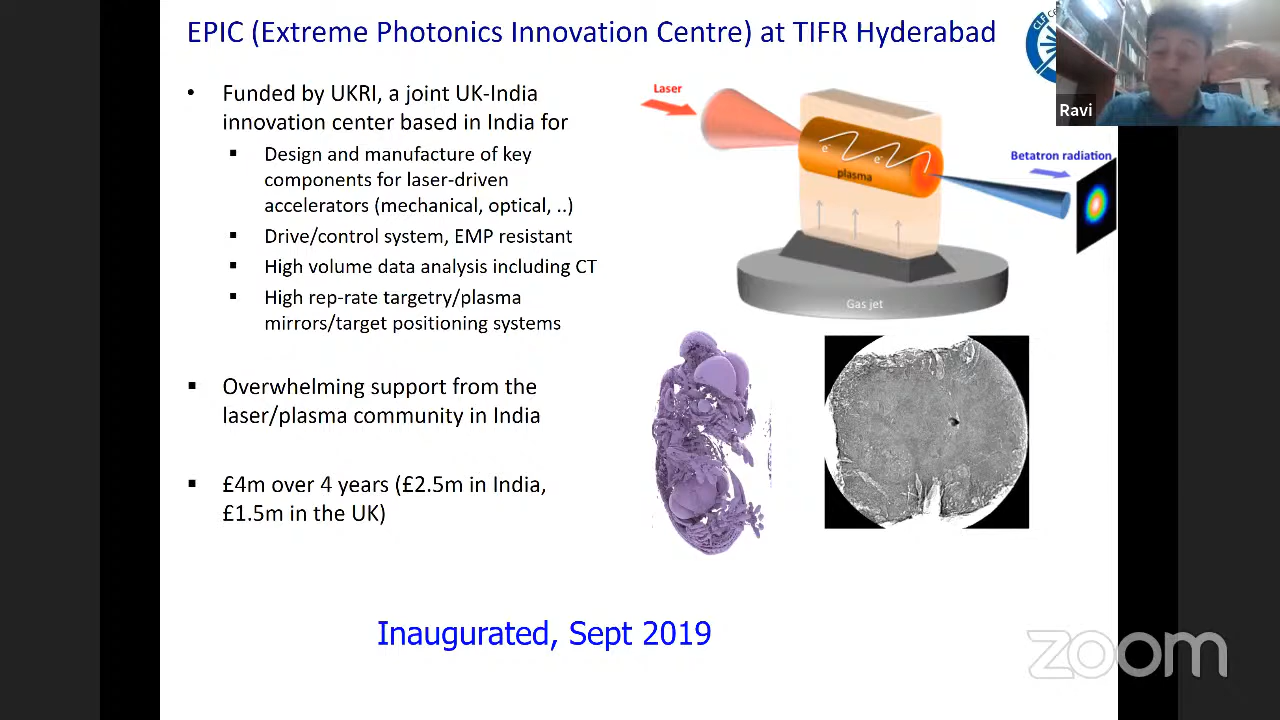 EPIC (Extreme Photonics Innovation Centre) at TIFR Hyderabad
• Funded by UKRI, a joint UK-India
innovation center based in India for
▪ Design and manufacture of key
components for laser-driven
accelerators (mechanical, optical, ..)
▪ Drive/control system, EMP resistant
▪ High volume data analysis including CT
▪ High rep-rate targetry/plasma
mirrors/target positioning systems
▪ Overwhelming support from the
laser/plasma community in India
▪ £4m over 4 years (£2.5m in India,
£1.5m in the UK)
Laser
e-
e-
plasma
Betatron radiation
Gas jet
CLF
Ravi
Inaugurated, Sept 2019
zoom